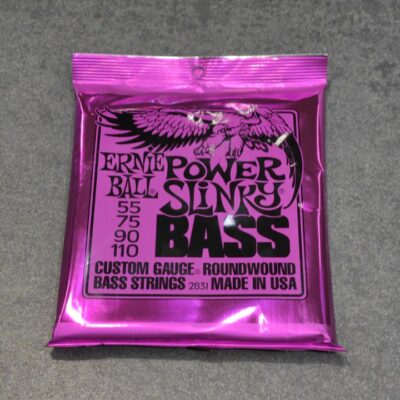 ERNIE BALL®
POWER SLINKY®
BASS
55
75
90
110
CUSTOM GAUGE® ROUNDWOUND
BASS STRINGS 2831 MADE IN USA